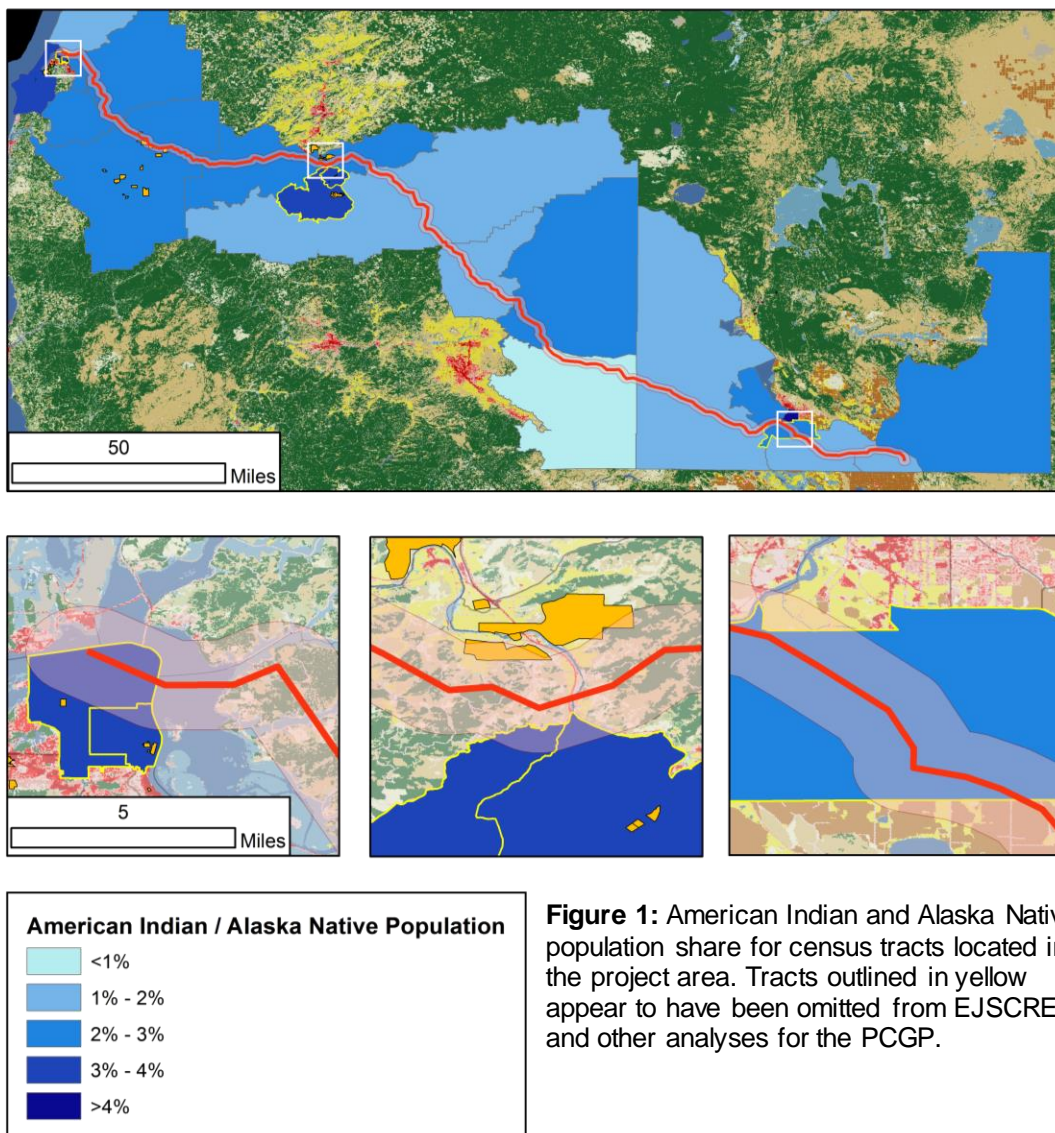 50
Miles
5
Miles
American Indian / Alaska Native Population
<1%
1% - 2%
2% - 3%
3% - 4%
>4%
Figure 1: American Indian and Alaska Nativ
population share for census tracts located in
the project area. Tracts outlined in yellow
appear to have been omitted from EJSCRE
and other analyses for the PCGP.